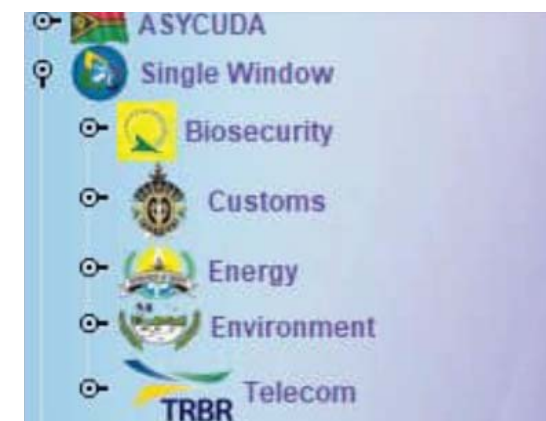 ASYCUDA
Single Window
Biosecurity
Customs
Energy
Environment
Telecom
TRBR